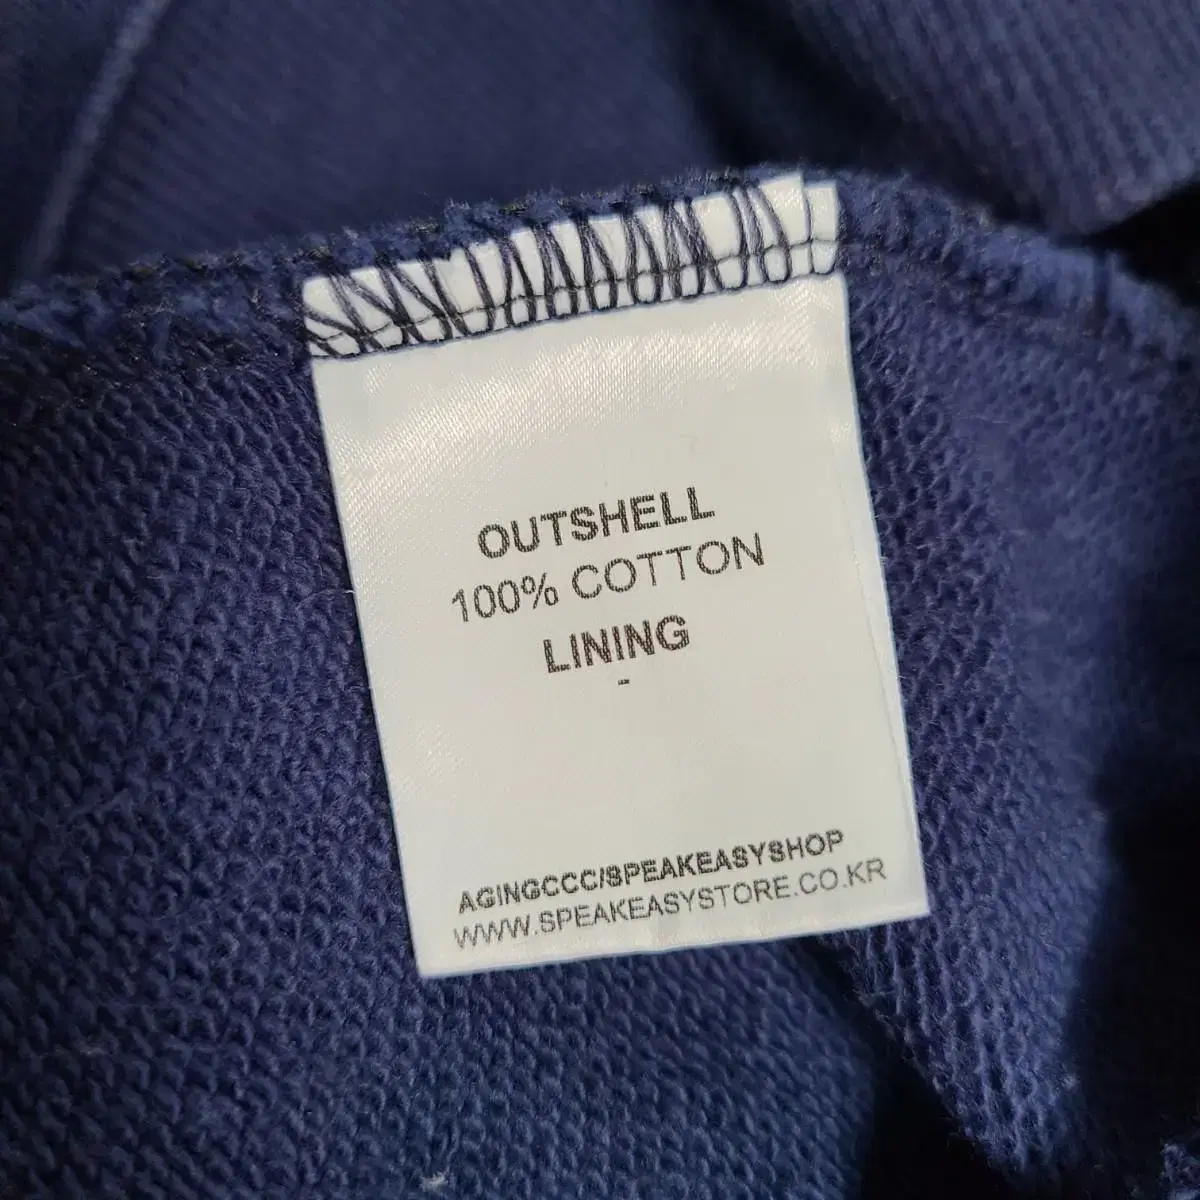 OUTSHELL
100% COTTON
LINING
-
AGINGCCC/SPEAKEASYSHOP
WWW.SPEAKEASYSTORE.CO.KR